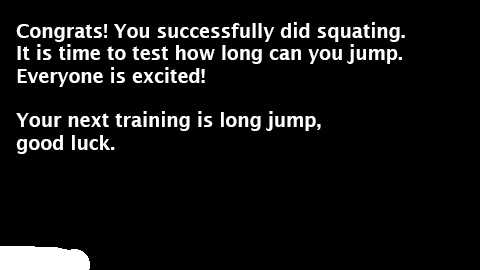 Congrats! You successfully did squating.
It is time to test how long can you jump.
Everyone is excited!
Your next training is long jump,
good luck.